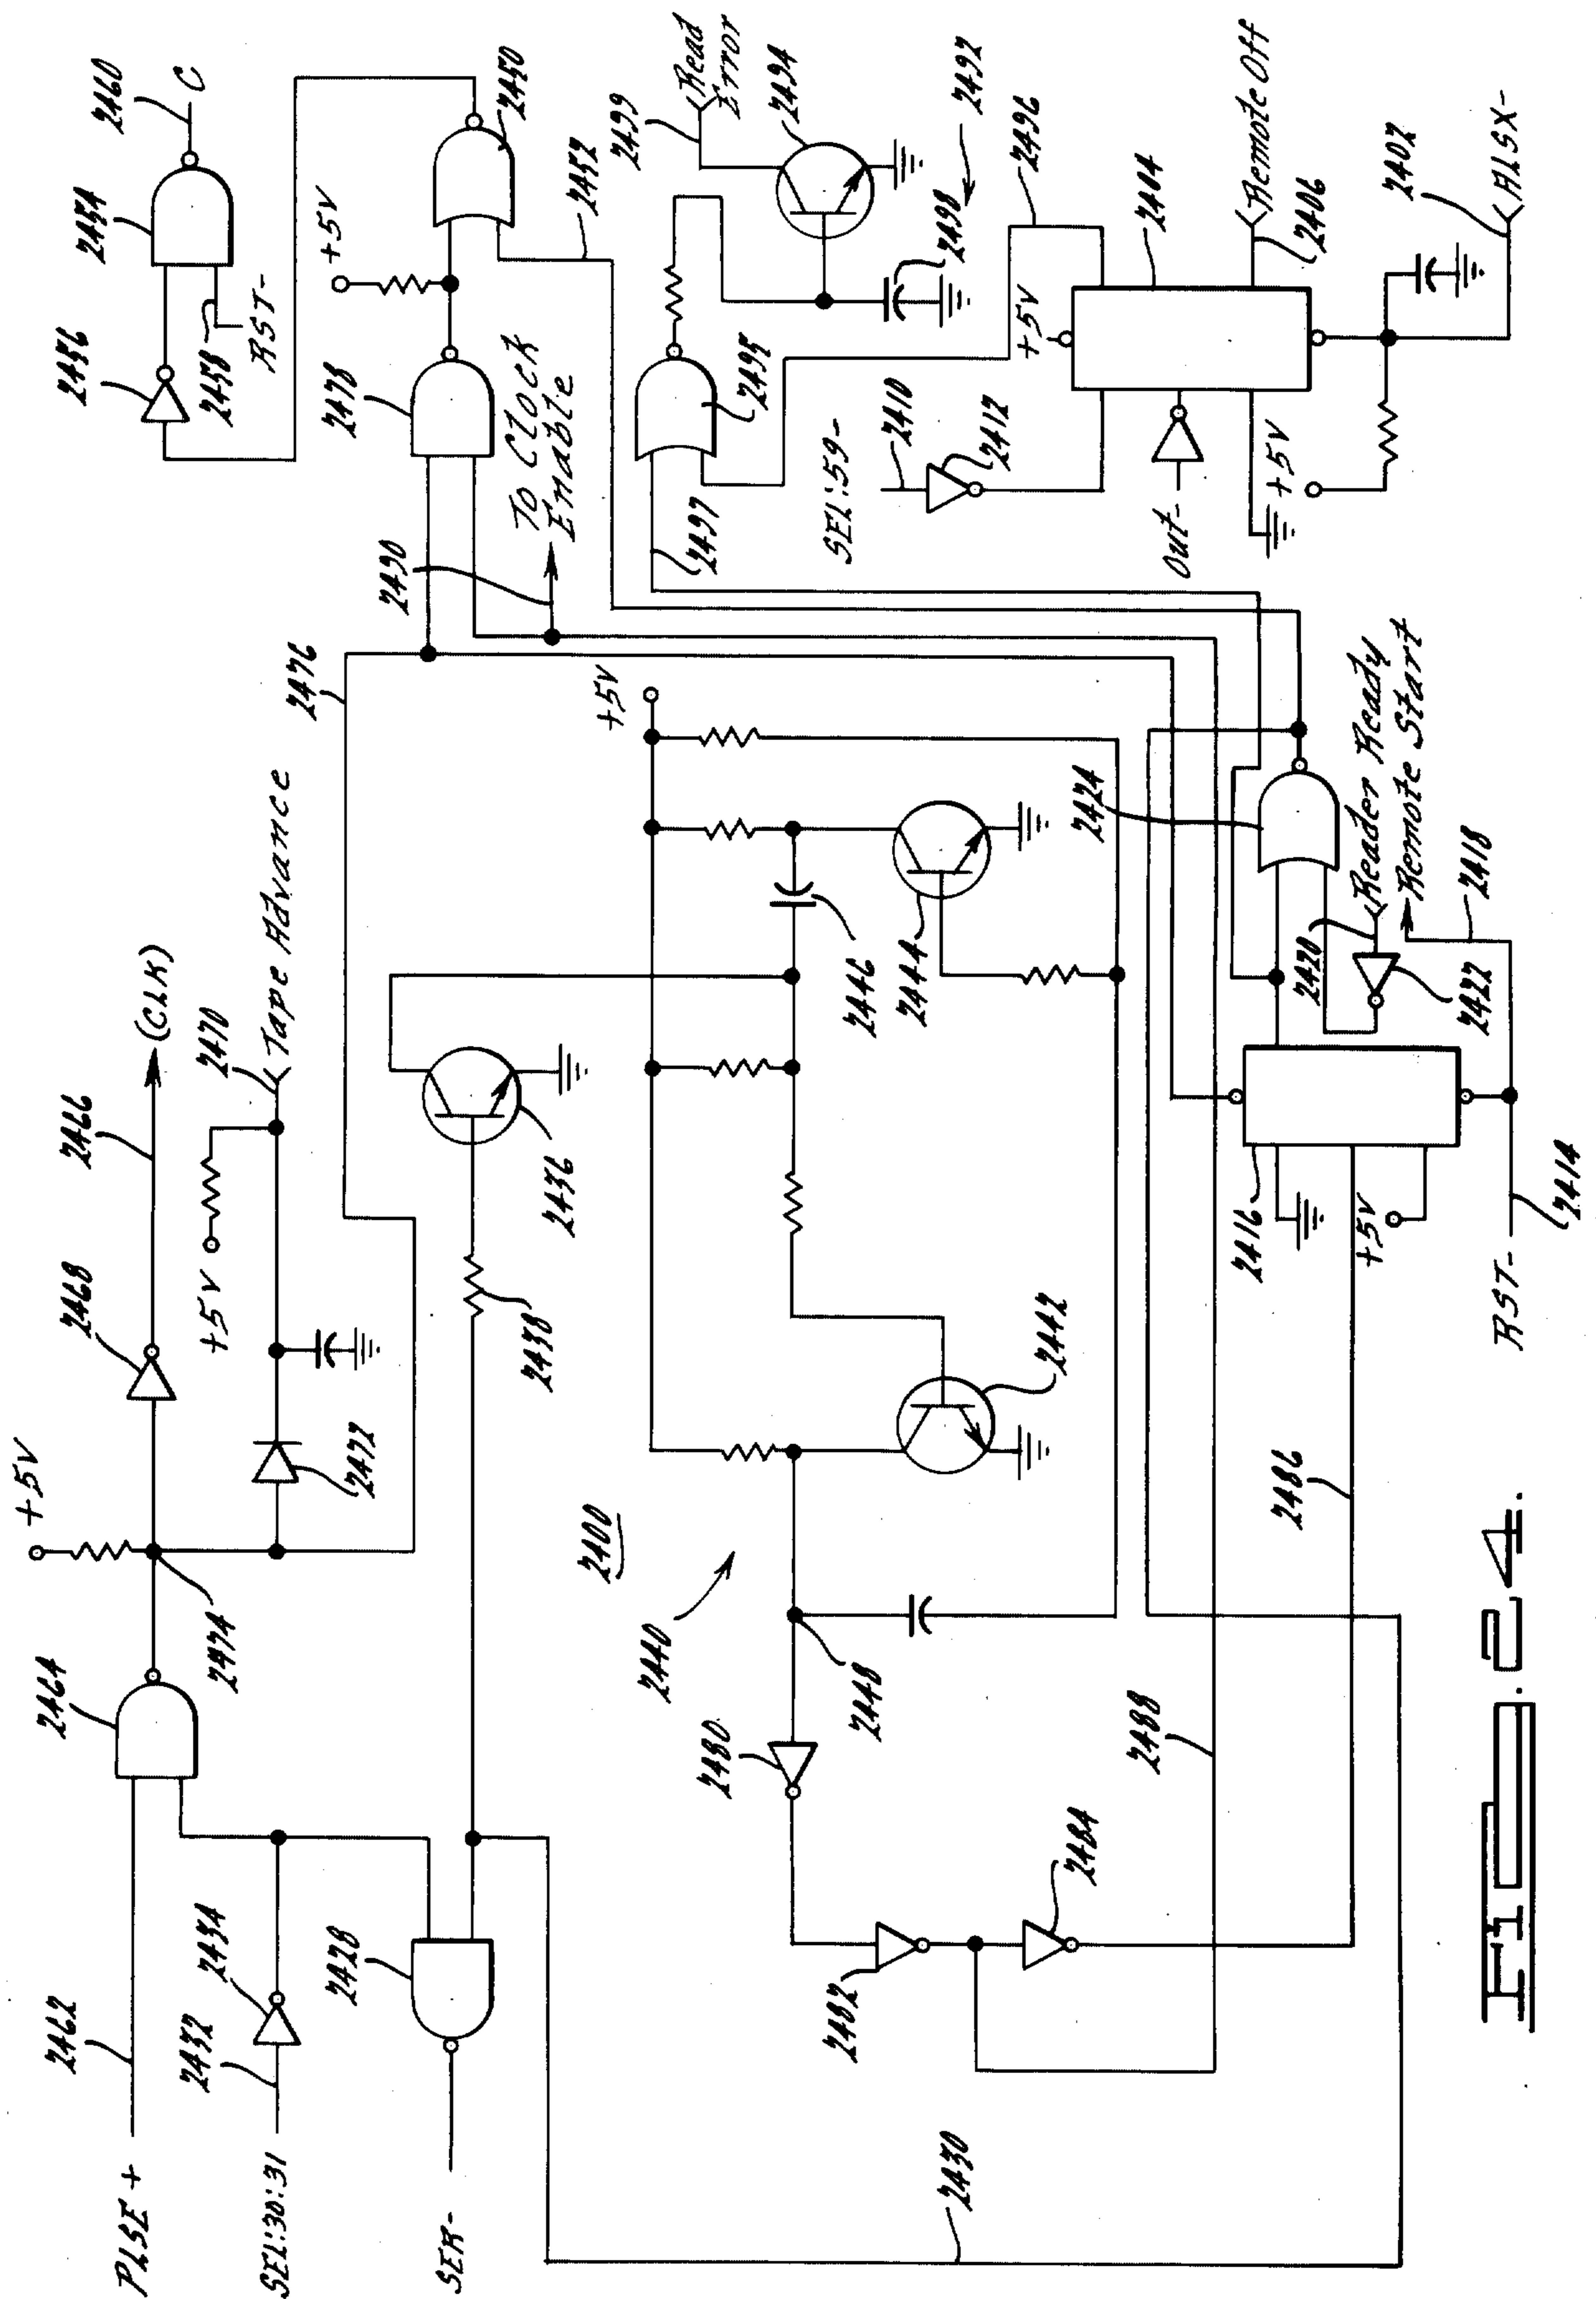 PLSE +
2462
2464
+5V
2474
2468
2466
(CLK)
2470
Tape Advance
2472
+5V
SEL:30:31
2432
2434
SER-
2428
2438
2436
2476
2490
To Clock
Enable
2478
+5V
2456
2458
RST-
2454
2460
C
2450
2452
2400
2440
2480
2448
2442
2446
2444
+5V
2482
2484
2488
2486
2430
2497
2495
2499
Read
Error
2494
2492
2498
2496
SEL:59-
2410
2412
+5V
2404
Remote Off
2406
Out-
+5V
2402
ALSX-
2424
Reader Ready
Remote Start
2420
2422
2418
2416
+5V
RST-
2414
Fig. 24.